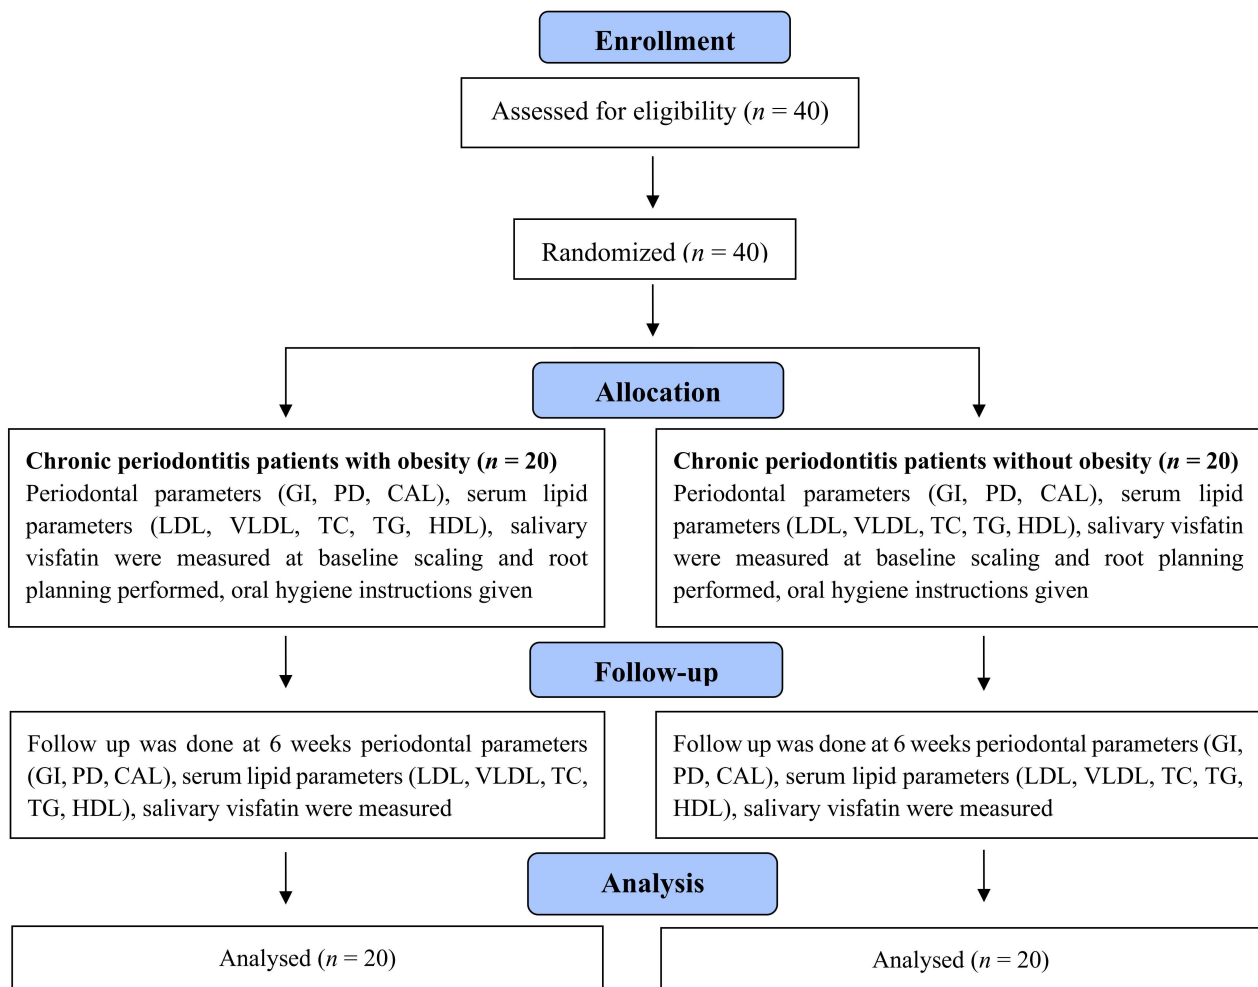 Enrollment
Assessed for eligibility (n = 40)
Randomized (n = 40)
Allocation
Chronic periodontitis patients with obesity (n = 20)
Periodontal parameters (GI, PD, CAL), serum lipid
parameters (LDL, VLDL, TC, TG, HDL), salivary
visfatin were measured at baseline scaling and root
planning performed, oral hygiene instructions given
Chronic periodontitis patients without obesity (n = 20)
Periodontal parameters (GI, PD, CAL), serum lipid
parameters (LDL, VLDL, TC, TG, HDL), salivary visfatin
were measured at baseline scaling and root planning
performed, oral hygiene instructions given
Follow-up
Follow up was done at 6 weeks periodontal parameters
(GI, PD, CAL), serum lipid parameters (LDL, VLDL, TC,
TG, HDL), salivary visfatin were measured
Follow up was done at 6 weeks periodontal parameters (GI,
PD, CAL), serum lipid parameters (LDL, VLDL, TC, TG,
HDL), salivary visfatin were measured
Analysis
Analysed (n = 20)
Analysed (n = 20)